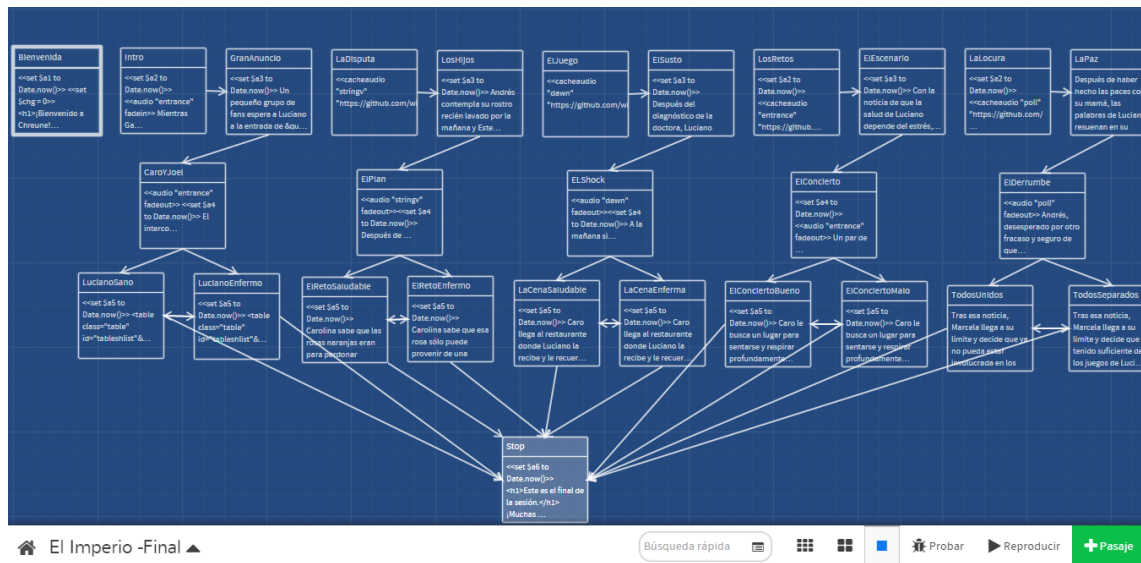 Bienvenida
<<set $a1 to
Date.now()>> <<set
$chg = 0>>
<h1>¡Bienvenido a
Chreune!...
Intro
<<set $a2 to
Date.now()>>
<<audio "entrance"
fadein>> Mientras
Ga...
GranAnuncio
<<set $a3 to
Date.now()>> Un
pequeño grupo de
fans espera a Luciano
a la entrada de &qu...
LaDisputa
<<cacheaudio
"stringv"
"https://github.com/wi
LosHijos
<<set $a3 to
Date.now()>> Andrés
contempla su rostro
recién lavado por la
mañana y Este...
ElJuego
<<cacheaudio
"dawn"
"https://github.com/wi
ElSusto
<<set $a3 to
Date.now()>>
Después del
diagnóstico de la
doctora, Luciano
LosRetos
<<set $a2 to
Date.now()>>
<<cacheaudio
"entrance"
"https://github....
ElEscenario
<<set $a3 to
Date.now()>> Con la
noticia de que la
salud de Luciano
depende del estrés,...
LaLocura
<<set $a2 to
Date.now()>>
<<cacheaudio "poll"
"https://github.com/
...
LaPaz
Después de haber
hecho las paces co
su mamá, las
palabras de Lucian
resuenan en su
CaroYJoel
<<audio "entrance"
fadeout>> <<set $a4
to Date.now()>> El
interco...
ElPlan
<<audio "stringv"
fadeout>><<set $a4
to Date.now()>>
Después de ...
ELShock
<<audio "dawn"
fadeout>><<set $a4
to Date.now()>> A la
mañana si...
ElConcierto
<<set $a4 to
Date.now()>>
<<audio "entrance"
fadeout>> Un par de
...
ElDerrumbe
<<audio "poll"
fadeout>> Andrés,
desesperado por otro
fracaso y seguro de
que...
LucianoSano
<<set $a5 to
Date.now()>> <table
class="table"
id="tableshlist"&...
LucianoEnfermo
<<set $a5 to
Date.now()>> <table
class="table"
id="tableshlist"&...
ElRetoSaludable
<<set $a5 to
Date.now()>>
Carolina sabe que las
rosas naranjas eran
para perdonar
ElRetoEnfermo
<<set $a5 to
Date.now()>>
Carolina sabe que esa
rosa sólo puede
provenir de una
LaCenaSaludable
<<set $a5 to
Date.now()>> Caro
llega al restaurante
donde Luciano la
recibe y le recuer...
LaCenaEnferma
<<set $a5 to
Date.now()>> Caro
llega al restaurante
donde Luciano la
recibe y le recuer...
ElConciertoBueno
<<set $a5 to
Date.now()>> Caro le
busca un lugar para
sentarse y respirar
profundamente...
ElConciertoMalo
<<set $a5 to
Date.now()>> Caro le
busca un lugar para
sentarse y respirar
profundamente...
TodosUnidos
Tras esa noticia,
Marcela llega a su
límite y decide que ya
no pueda estar
involucrada en los
TodosSeparados
Tras esa noticia,
Marcela llega a su
límite y decide que
tenido suficiente de
los juegos de Luci...
Stop
<<set $a6 to
Date.now()>>
<h1>Este es el final de
la sesión.</h1>
¡Muchas ...
El Imperio -Final
Búsqueda rápida
Probar
Reproducir
Pasaje